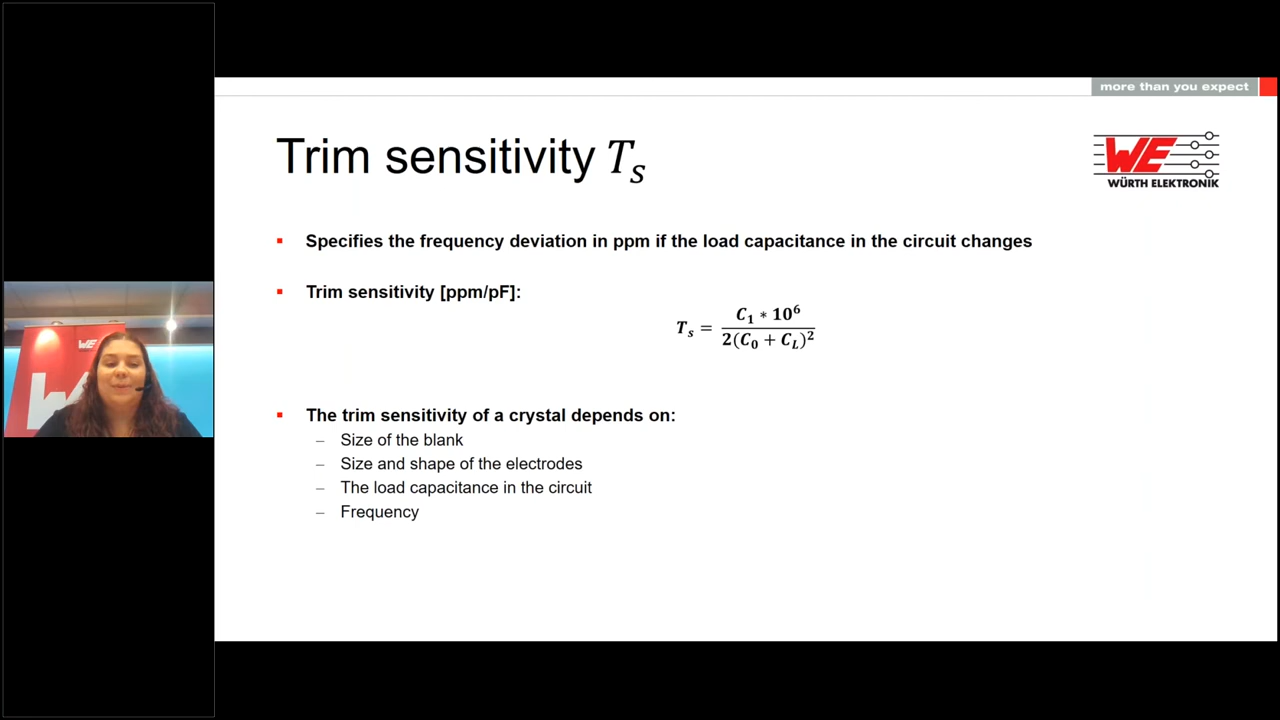 more than you expect
Trim sensitivity Tₛ
WE
WÜRTH ELEKTRONIK
▪ Specifies the frequency deviation in ppm if the load capacitance in the circuit changes
▪ Trim sensitivity [ppm/pF]:
Tₛ = C₁ * 10⁶ / 2(C₀ + C_L)²
▪ The trim sensitivity of a crystal depends on:
– Size of the blank
– Size and shape of the electrodes
– The load capacitance in the circuit
– Frequency
WE